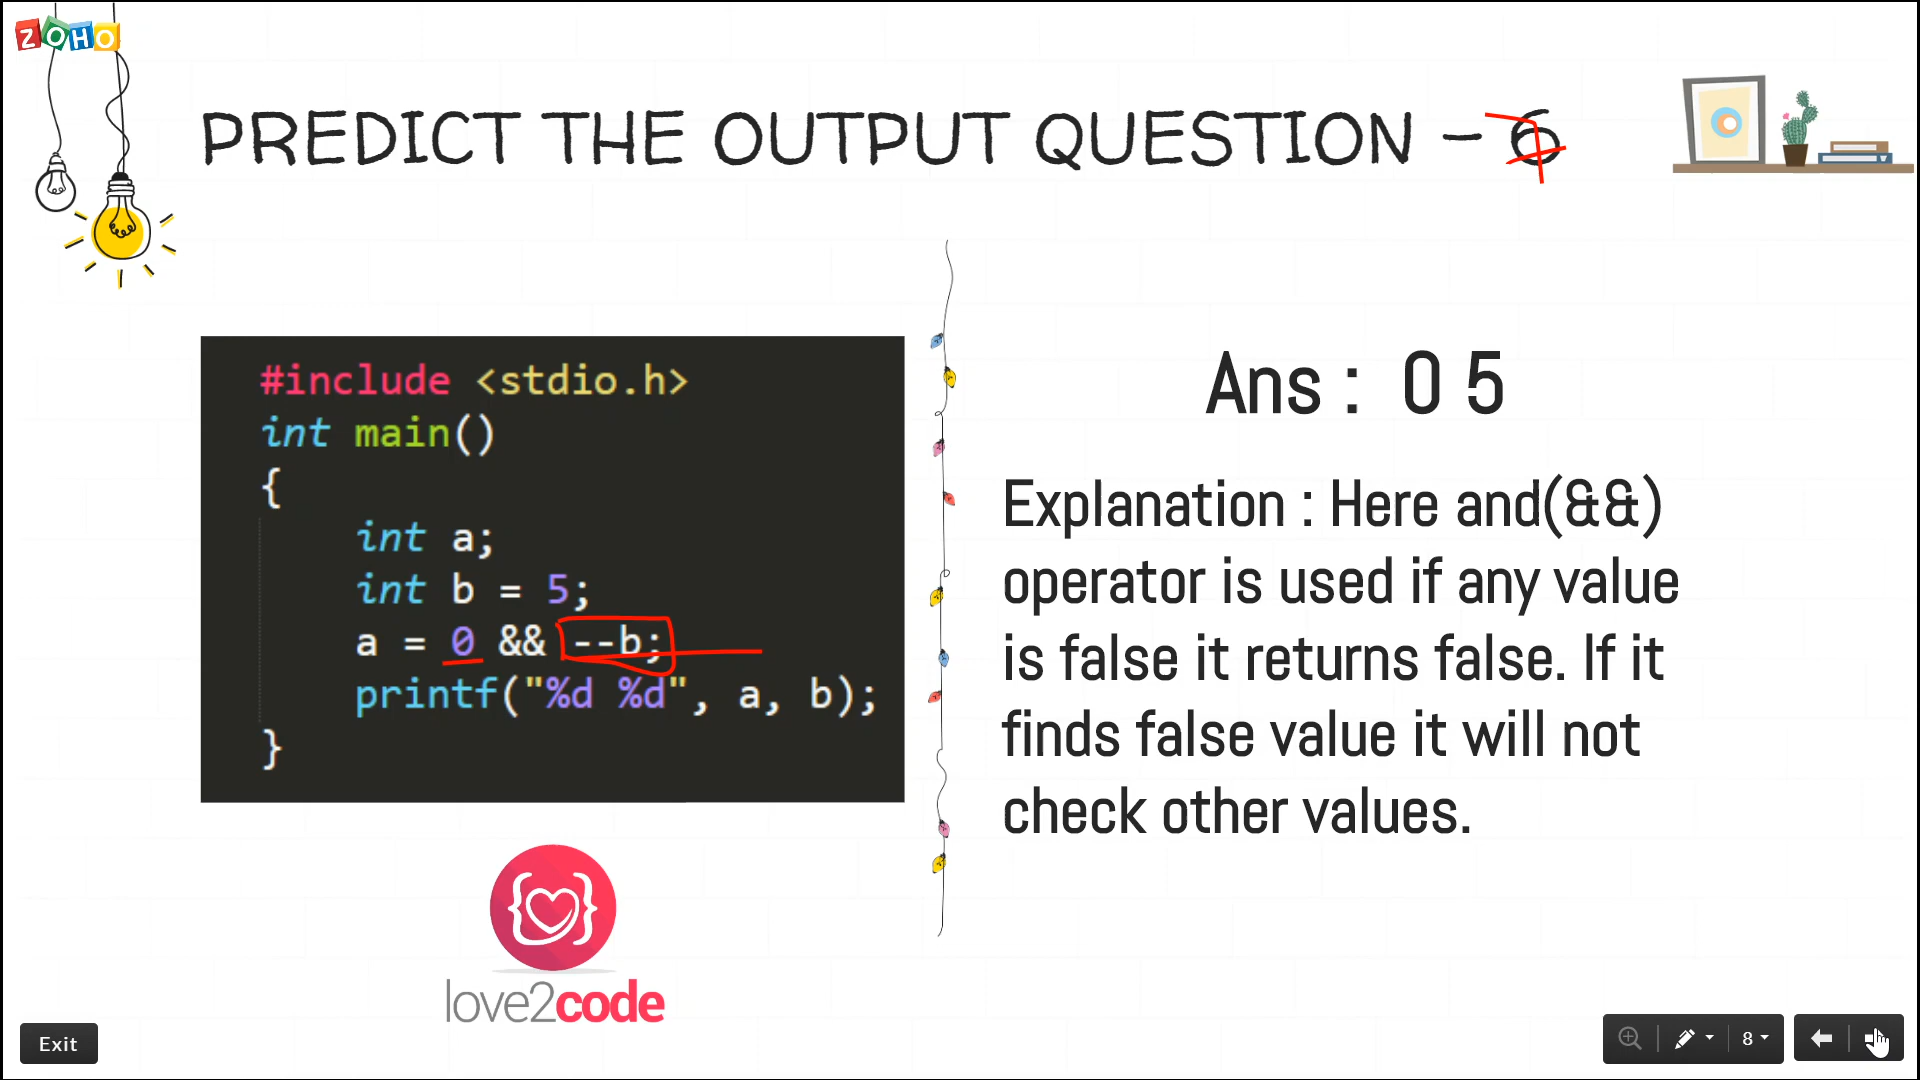 ZOHO
PREDICT THE OUTPUT QUESTION - 6
#include <stdio.h>
int main()
{
int a;
int b = 5;
a = 0 && --b;
printf("%d %d", a, b);
}
Ans : 0 5
Explanation : Here and(&&)
operator is used if any value
is false it returns false. If it
finds false value it will not
check other values.
love2code
Exit
8